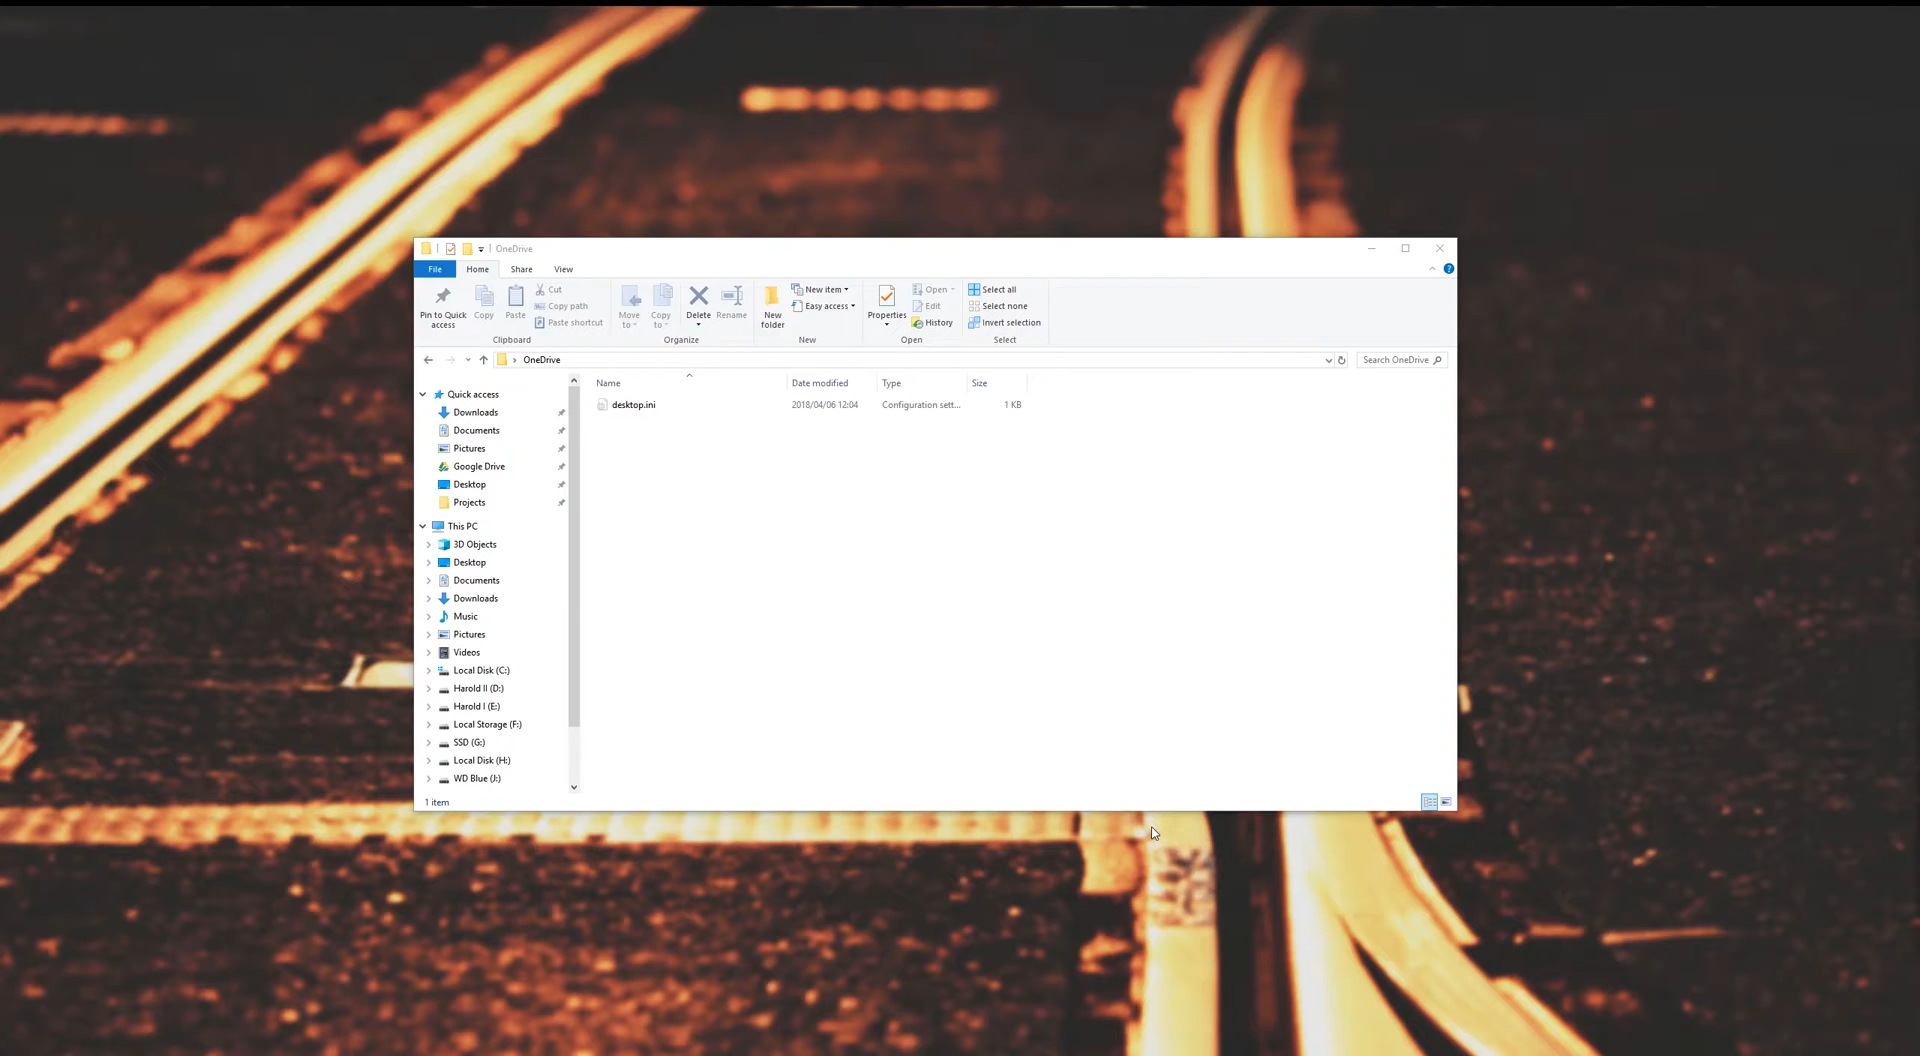 OneDrive
File Home Share View
Pin to Quick access
Copy
Paste
Cut
Copy path
Paste shortcut
Clipboard
Move to
Copy to
Delete
Rename
Organize
New folder
New item
Easy access
New
Properties
Open
Edit
History
Open
Select all
Select none
Invert selection
Select
OneDrive
Search OneDrive
Name Date modified Type Size
desktop.ini 2018/04/06 12:04 Configuration sett... 1 KB
Quick access
Downloads
Documents
Pictures
Google Drive
Desktop
Projects
This PC
3D Objects
Desktop
Documents
Downloads
Music
Pictures
Videos
Local Disk (C:)
Harold II (D:)
Harold I (E:)
Local Storage (F:)
SSD (G:)
Local Disk (H:)
WD Blue (J:)
1 item